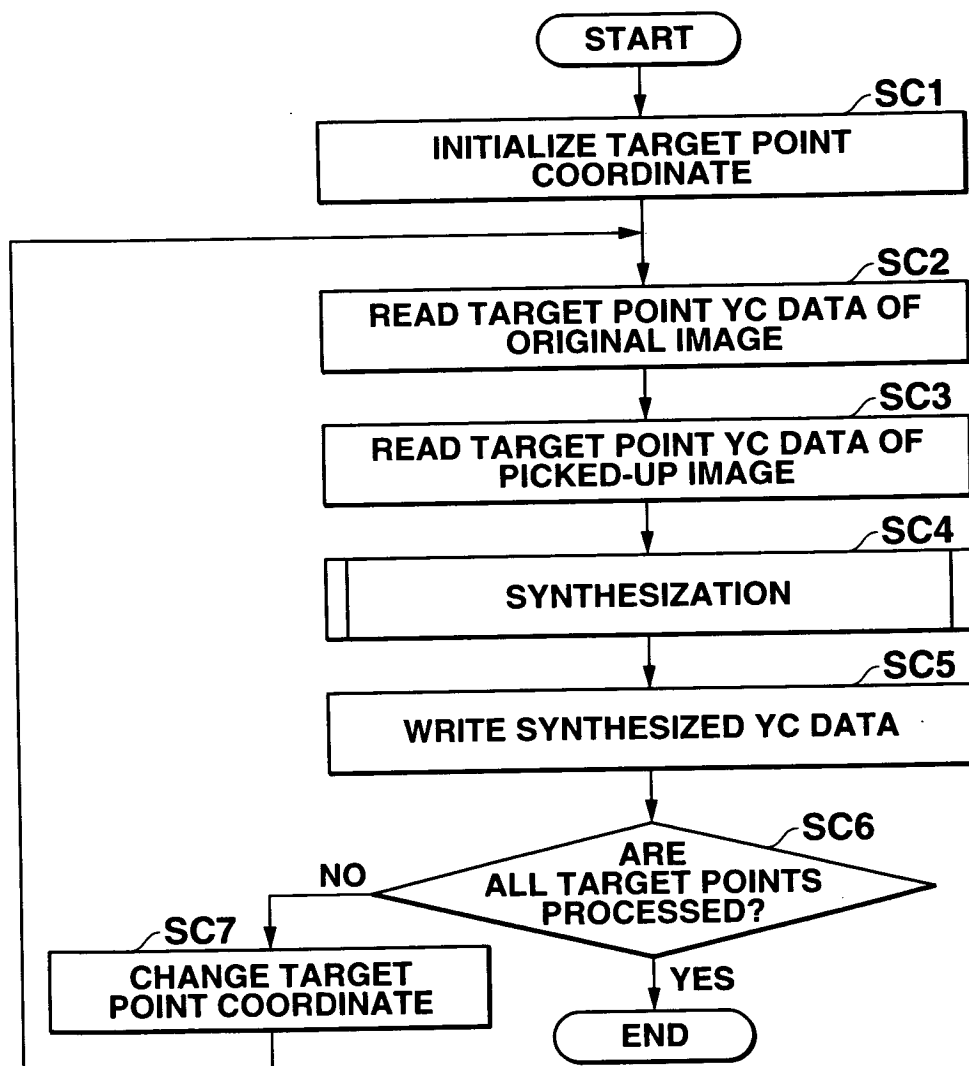 START
SC1
INITIALIZE TARGET POINT
COORDINATE
SC2
READ TARGET POINT YC DATA OF
ORIGINAL IMAGE
SC3
READ TARGET POINT YC DATA OF
PICKED-UP IMAGE
SC4
SYNTHESIZATION
SC5
WRITE SYNTHESIZED YC DATA
SC6
ARE
ALL TARGET POINTS
PROCESSED?
NO
SC7
CHANGE TARGET
POINT COORDINATE
YES
END